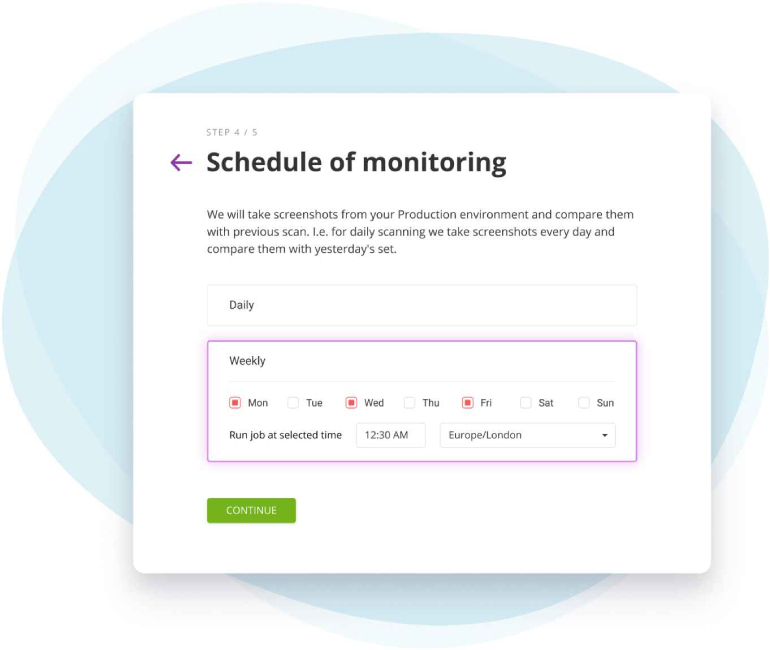 STEP 4 / 5
Schedule of monitoring
We will take screenshots from your Production environment and compare them
with previous scan. I.e. for daily scanning we take screenshots every day and
compare them with yesterday's set.
Daily
Weekly
Mon Tue Wed Thu Fri Sat Sun
Run job at selected time 12:30 AM Europe/London
CONTINUE